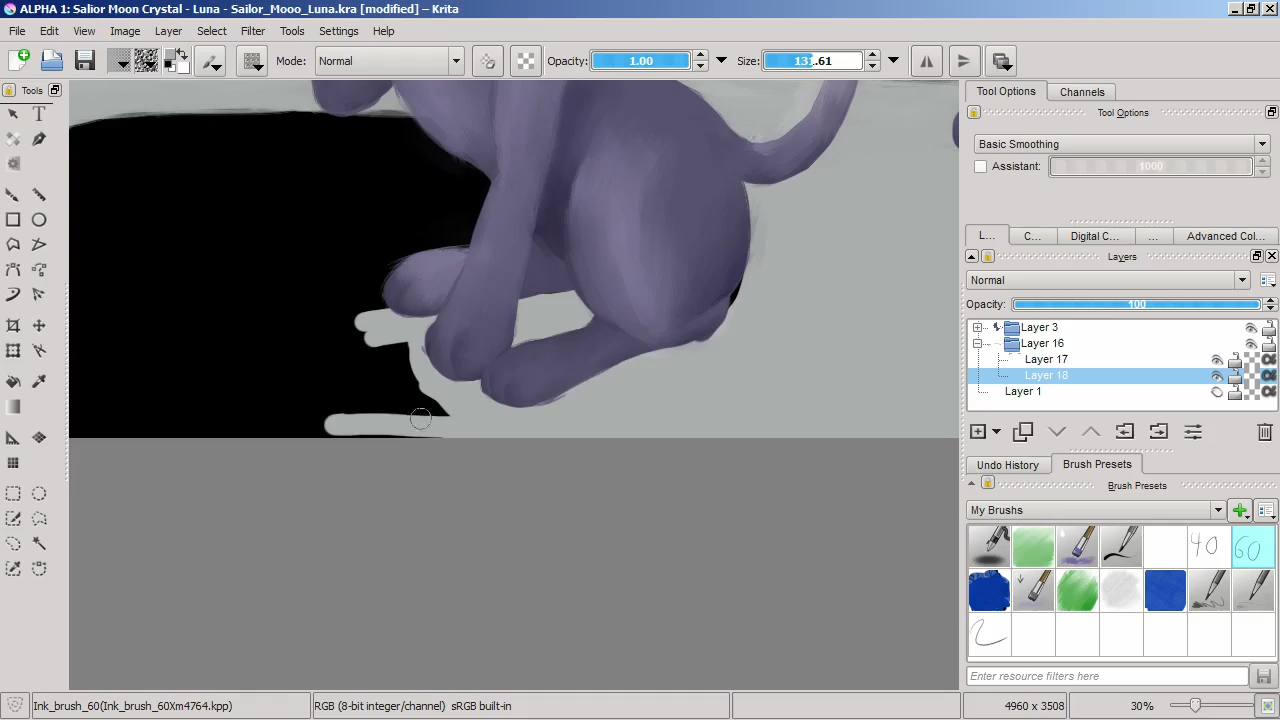 ALPHA 1: Salior Moon Crystal - Luna - Sailor_Mooo_Luna.kra [modified] – Krita
File Edit View Image Layer Select Filter Tools Settings Help
Mode: Normal Opacity: 1.00 Size: 131.61
Tools
Tool Options Channels
Tool Options
Basic Smoothing
Assistant: 1000
L... C... Digital C... ... Advanced Col...
Layers
Normal
Opacity: 100
Layer 3
Layer 16
Layer 17
Layer 18
Layer 1
Undo History Brush Presets
Brush Presets
My Brushs
40 60
Enter resource filters here
Ink_brush_60(Ink_brush_60Xm4764.kpp) RGB (8-bit integer/channel) sRGB built-in 4960 x 3508 30%